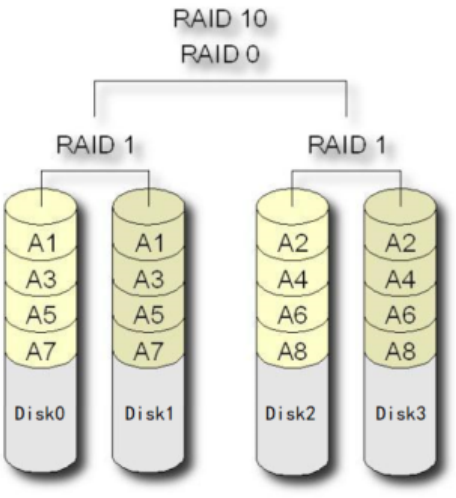 RAID 10
RAID 0
RAID 1 RAID 1
A1 A1 A2 A2
A3 A3 A4 A4
A5 A5 A6 A6
A7 A7 A8 A8
Disk0 Disk1 Disk2 Disk3